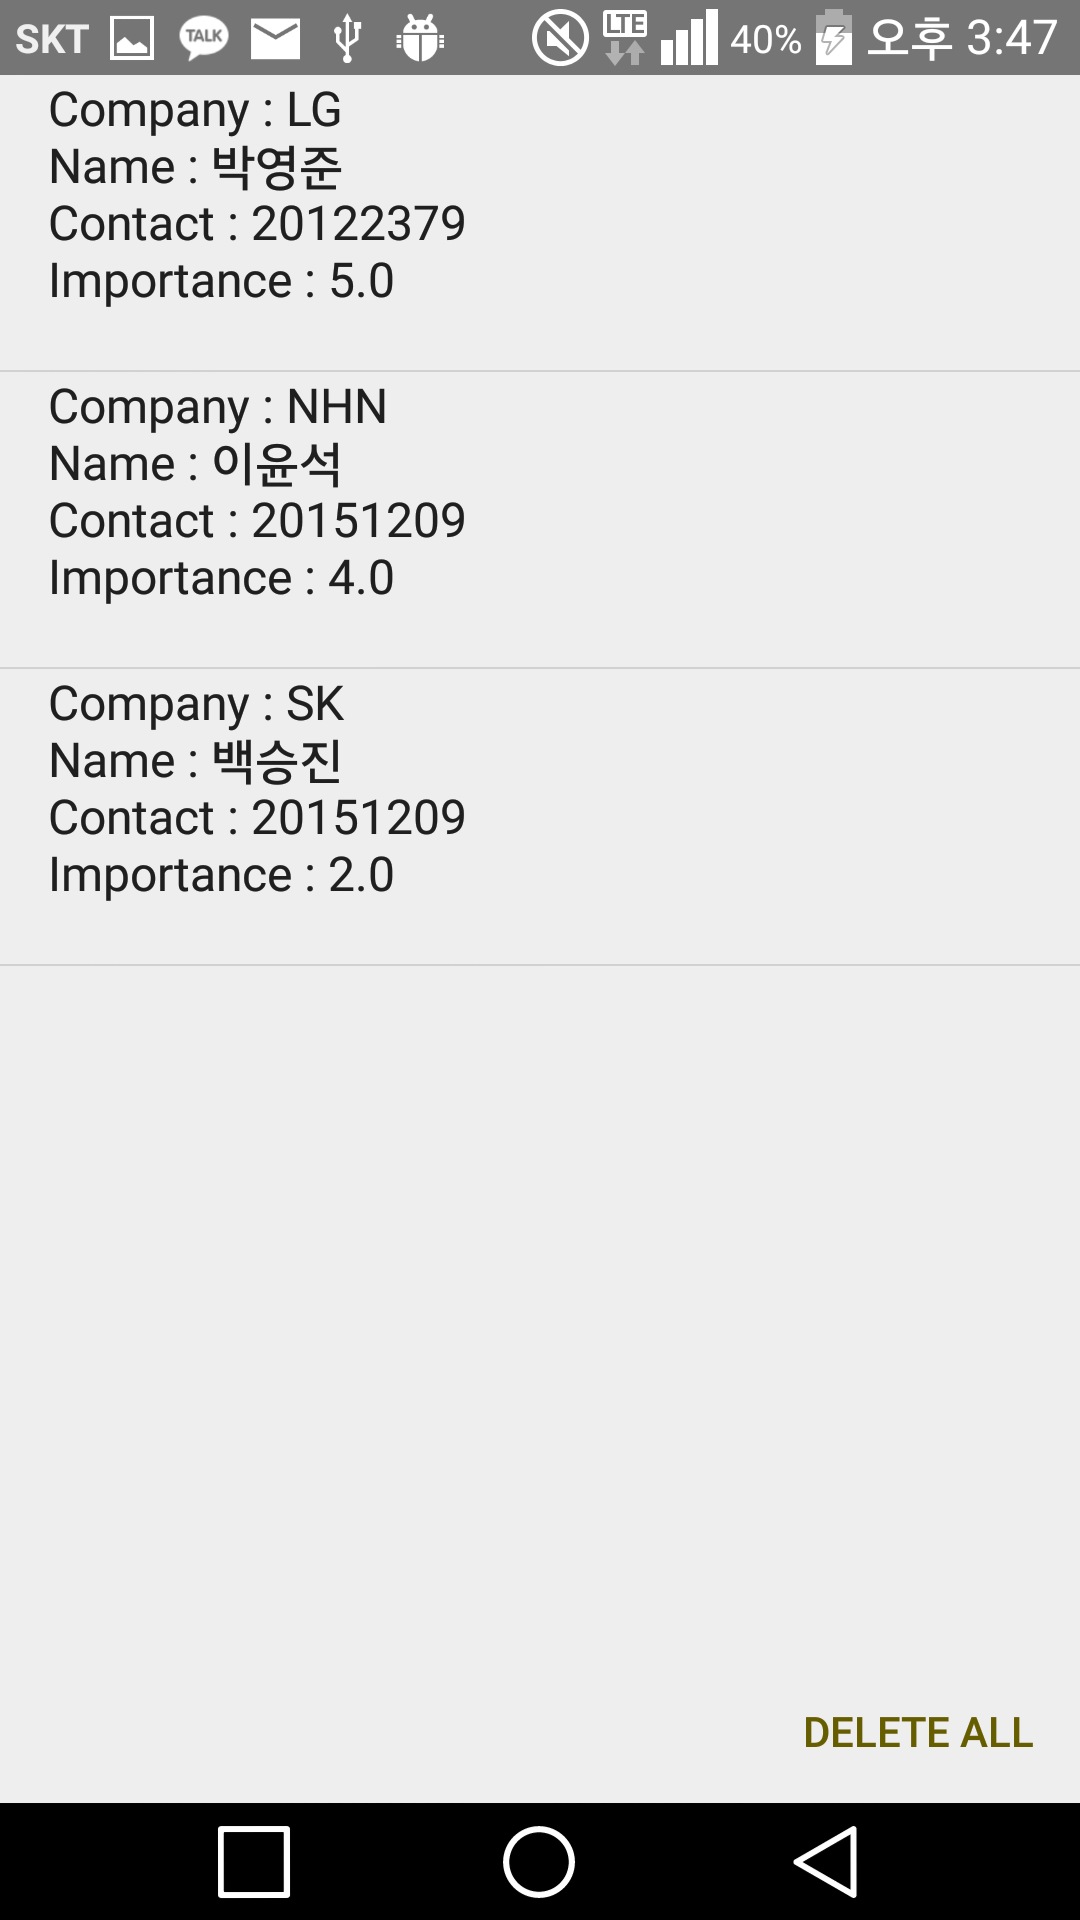 SKT TALK LTE 40% 오후 3:47
Company : LG
Name : 박영준
Contact : 20122379
Importance : 5.0
Company : NHN
Name : 이윤석
Contact : 20151209
Importance : 4.0
Company : SK
Name : 백승진
Contact : 20151209
Importance : 2.0
DELETE ALL